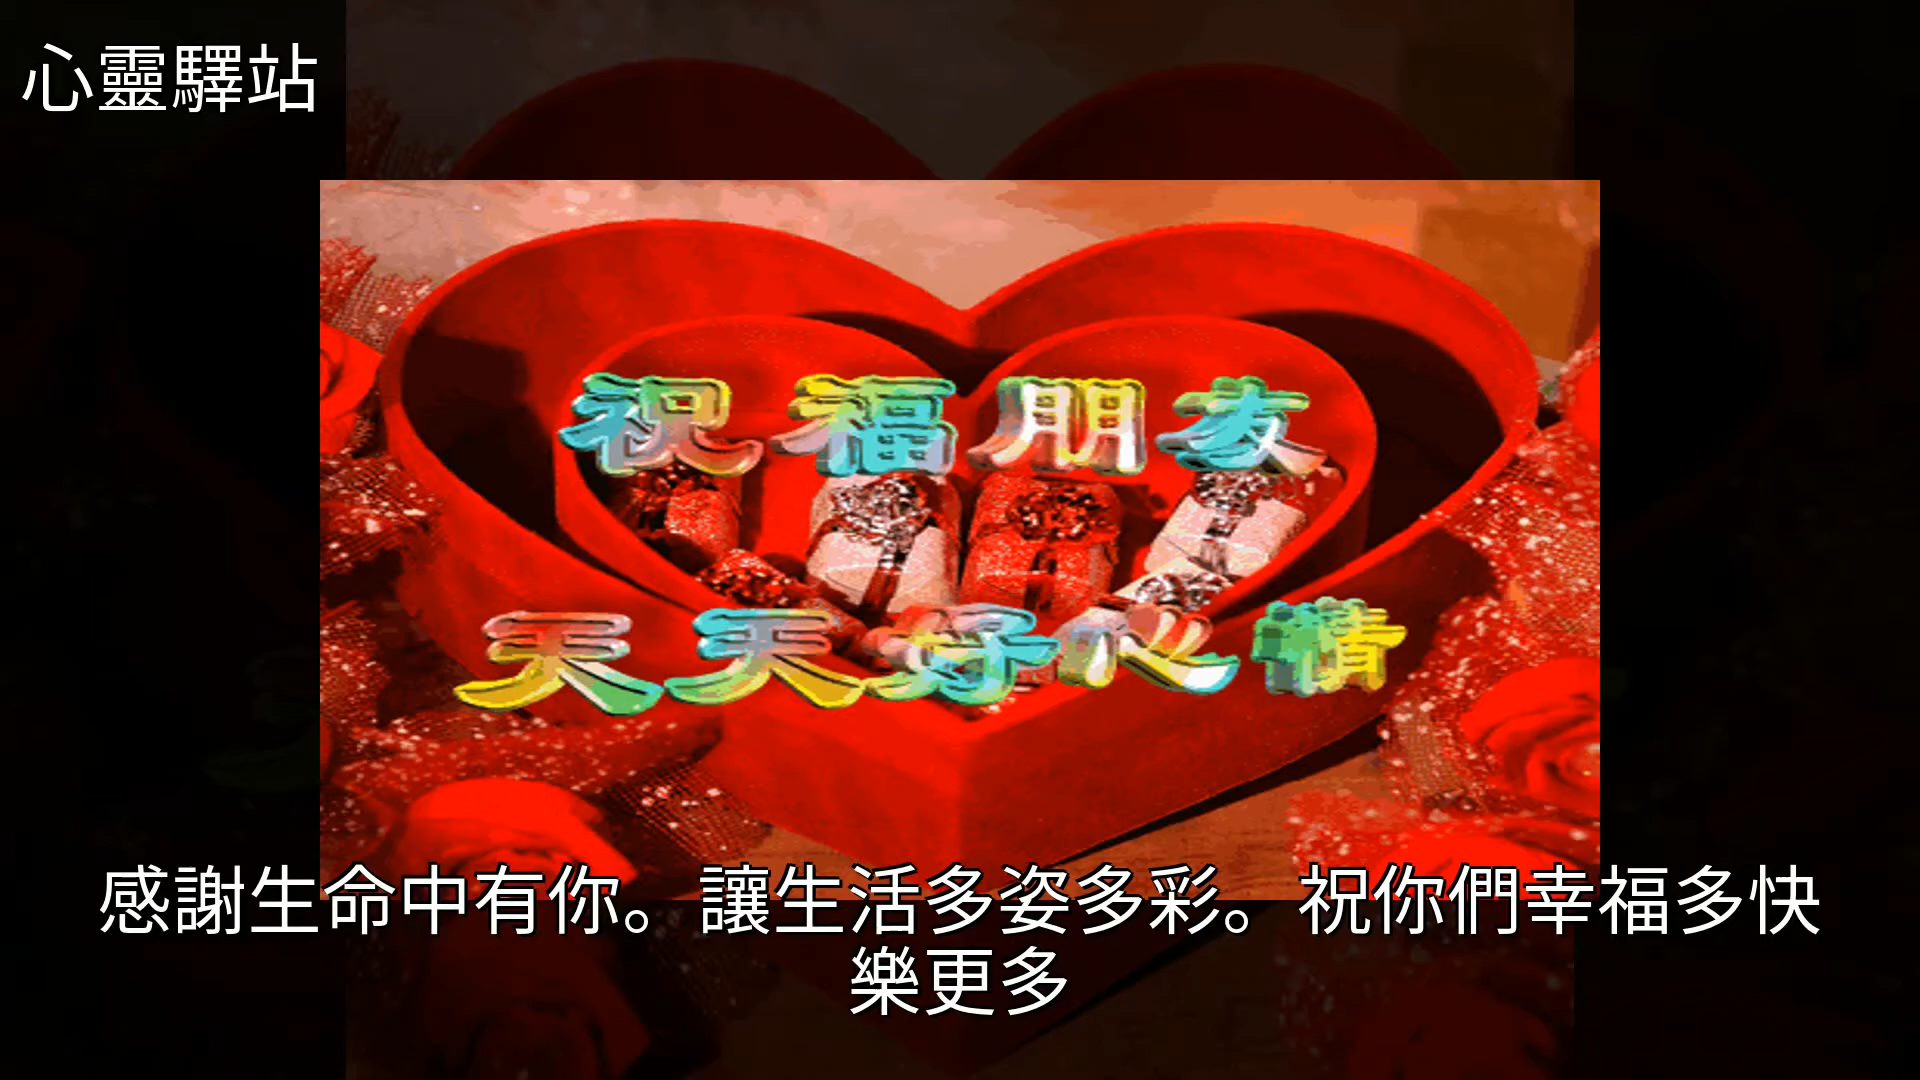 心靈驛站
祝福朋友
天天好心情
感謝生命中有你。讓生活多姿多彩。祝你們幸福多快
樂更多